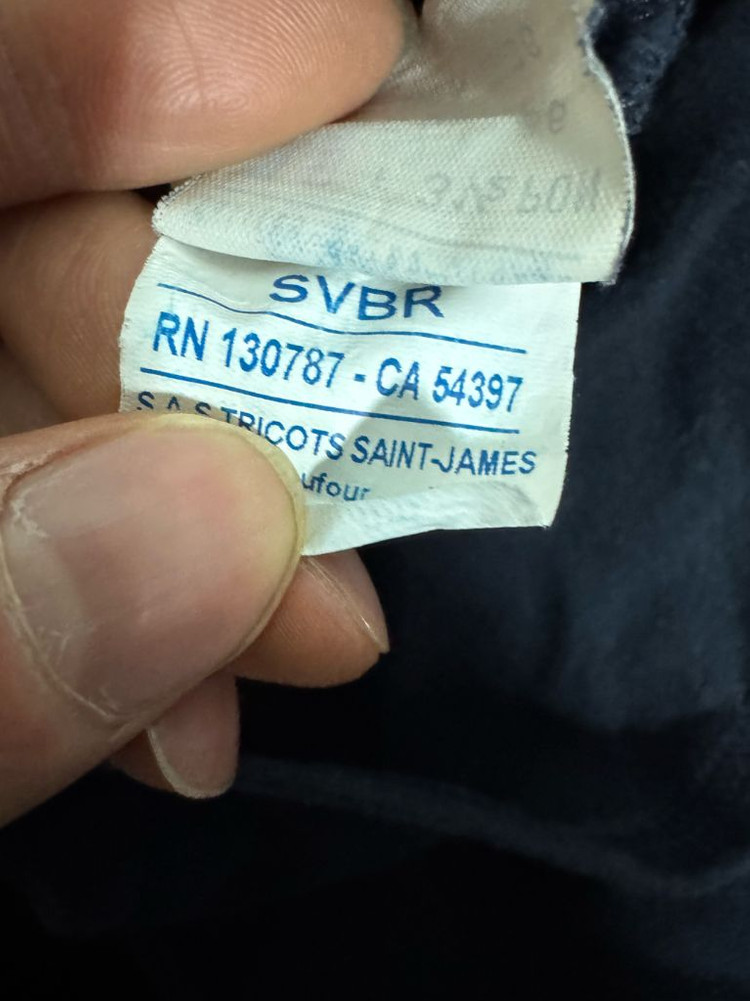 SVBR
RN 130787 - CA 54397
S.A.S TRICOTS SAINT-JAMES